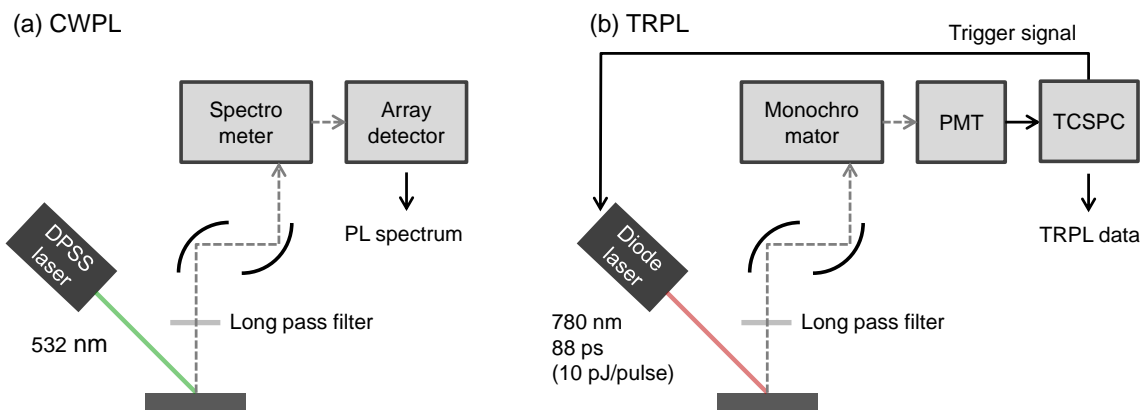 (a) CWPL
Spectro
meter
Array
detector
DPSS
laser
PL spectrum
Long pass filter
532 nm
(b) TRPL
Trigger signal
Monochro
mator
PMT
TCSPC
Diode
laser
TRPL data
Long pass filter
780 nm
88 ps
(10 pJ/pulse)